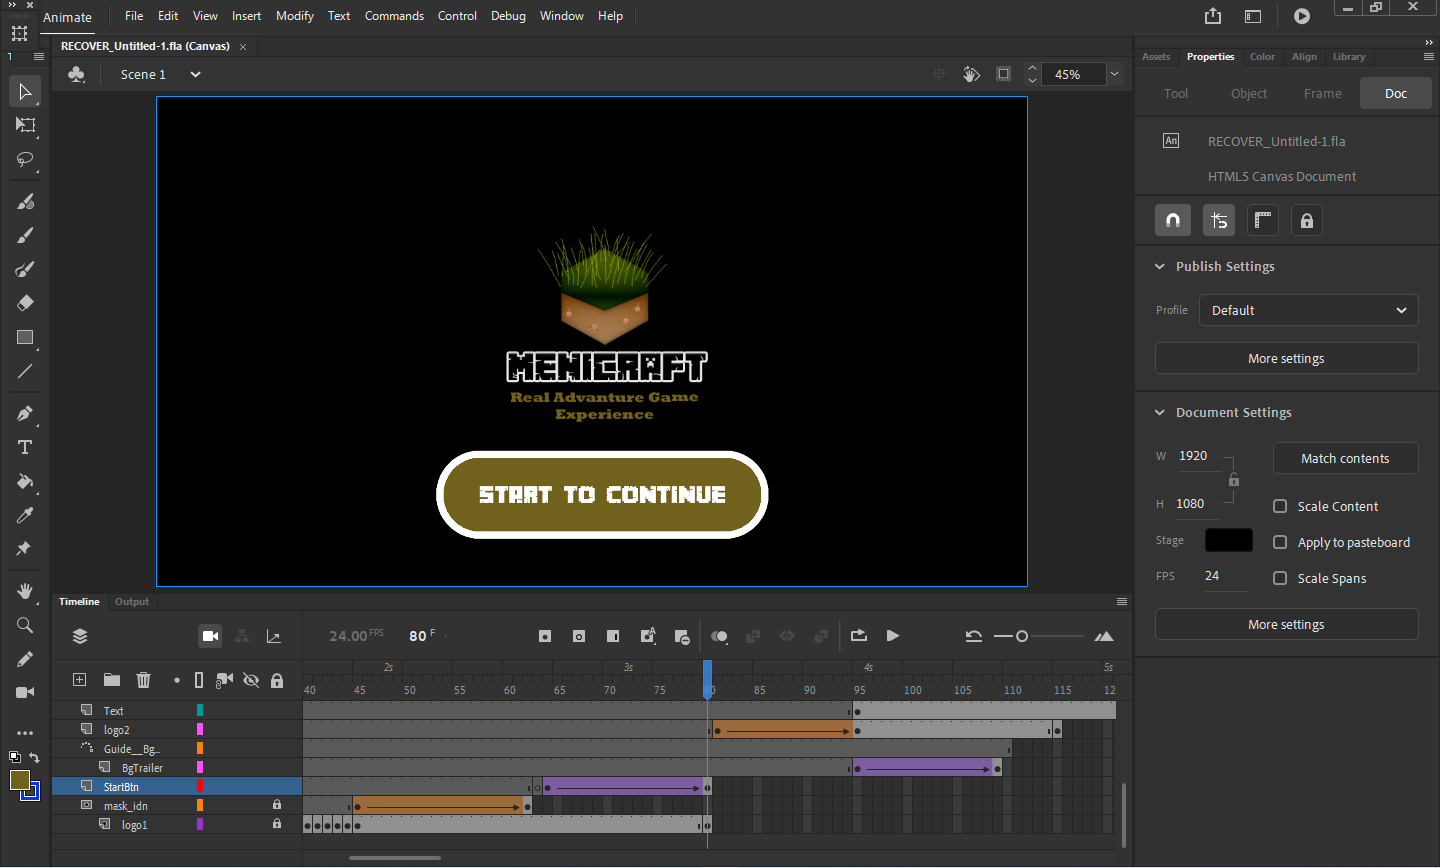 Animate
File Edit View Insert Modify Text Commands Control Debug Window Help
RECOVER_Untitled-1.fla (Canvas) ×
Scene 1
45%
MENICRAFT
Real Advanture Game
Experience
START TO CONTINUE
Assets Properties Color Align Library
Tool Object Frame Doc
An RECOVER_Untitled-1.fla
HTML5 Canvas Document
Publish Settings
Profile Default
More settings
Document Settings
W 1920
Match contents
H 1080
Scale Content
Stage
Apply to pasteboard
FPS 24
Scale Spans
More settings
Timeline Output
24.00 FPS 80 F
2s 3s 4s 5s
40 45 50 55 60 65 70 75 80 85 90 95 100 105 110 115 12
Text
logo2
Guide__Bg...
BgTrailer
StartBtn
mask_idn
logo1